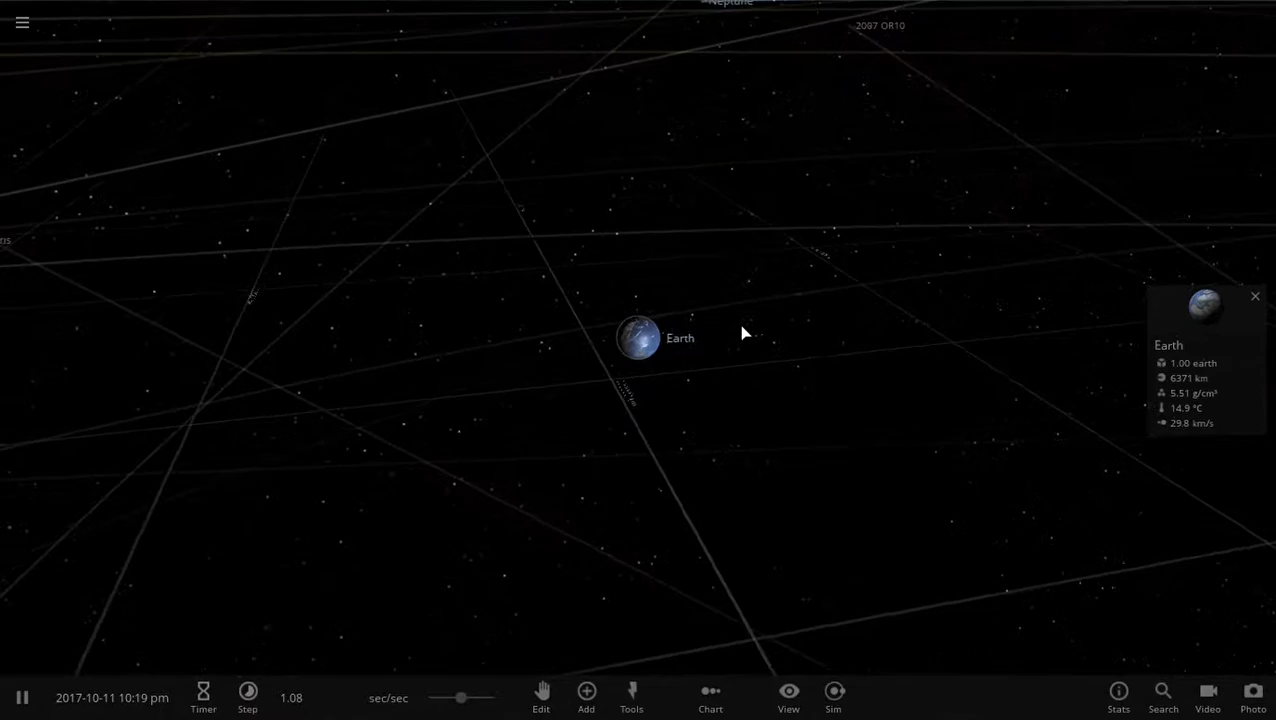 Neptune
2007 OR10
Earth
Earth
1.00 earth
6371 km
5.51 g/cm³
14.9 °C
29.8 km/s
2017-10-11 10:19 pm
Timer
Step
1.08
sec/sec
Edit
Add
Tools
Chart
View
Sim
Stats
Search
Video
Photo